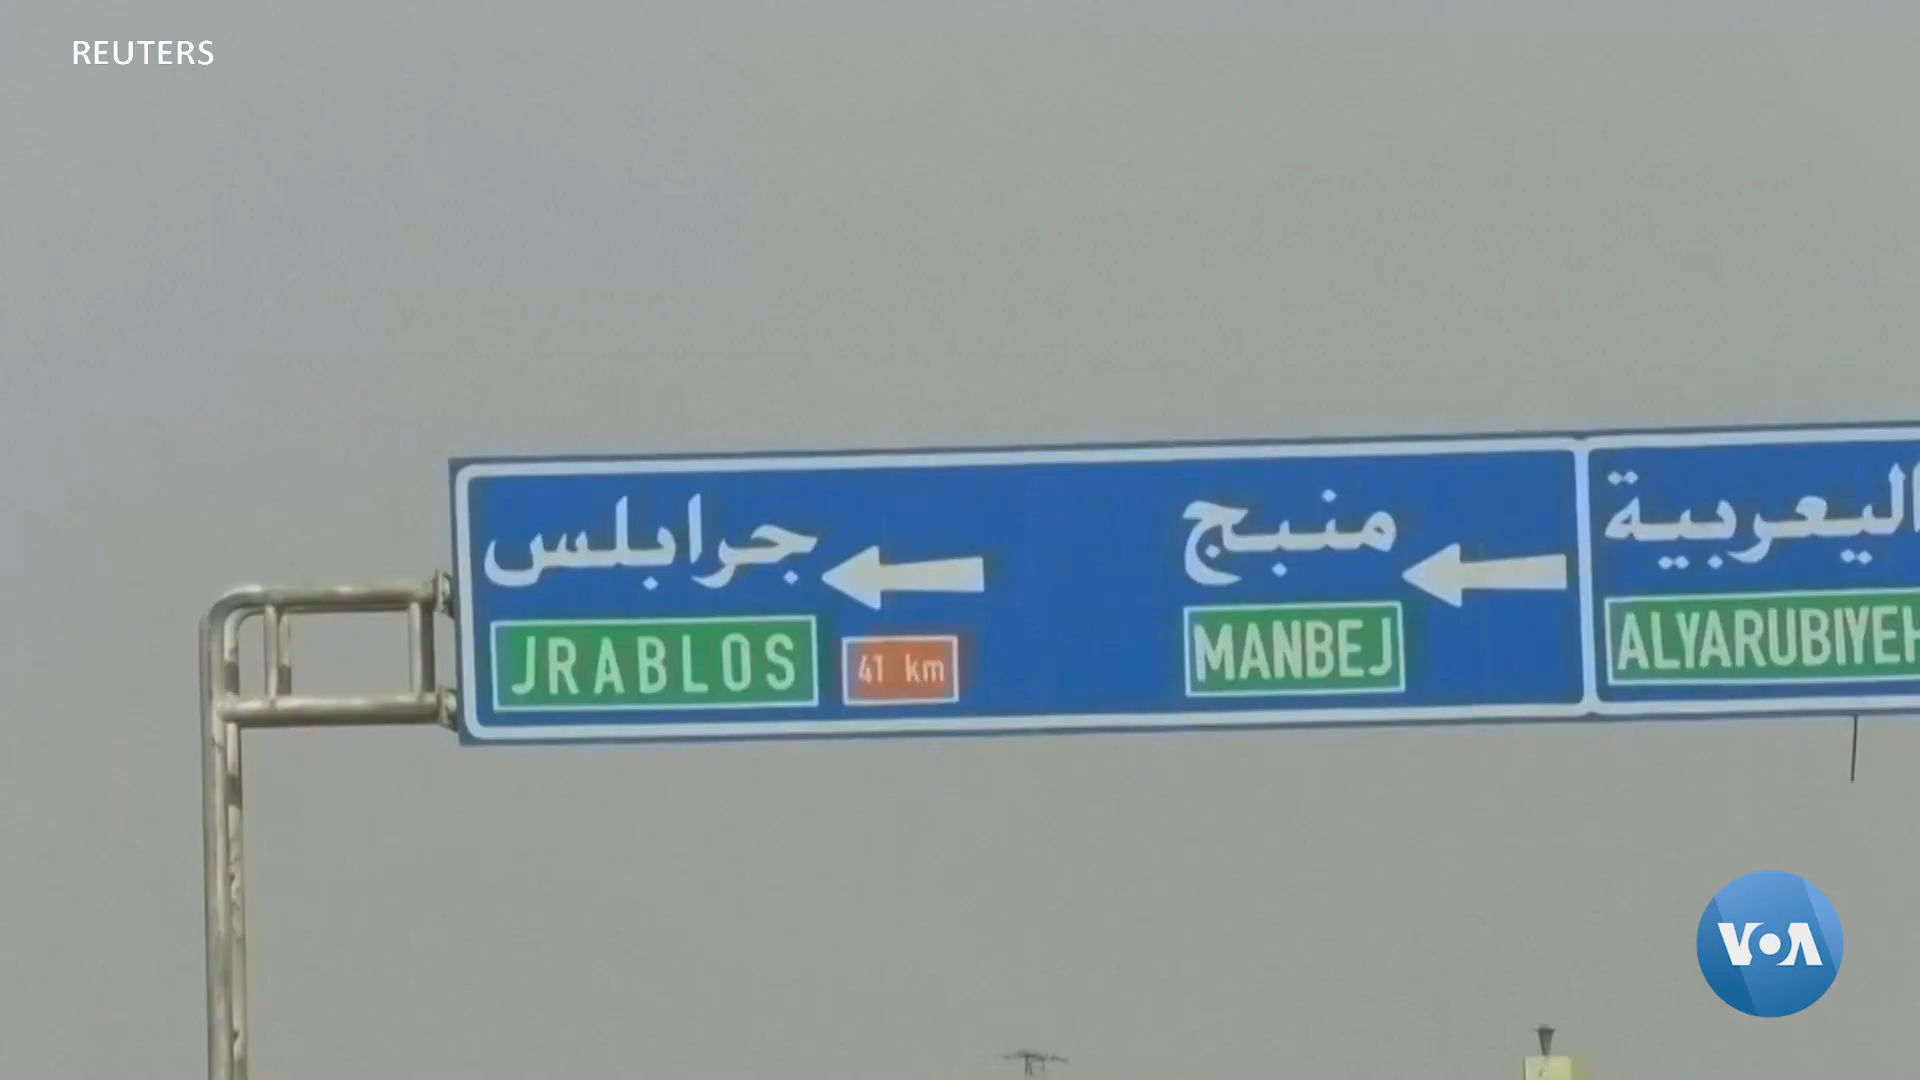 REUTERS
جرابلس
JRABLOS
41 km
منبج
MANBEJ
اليعربية
ALYARUBIYEH
VOA